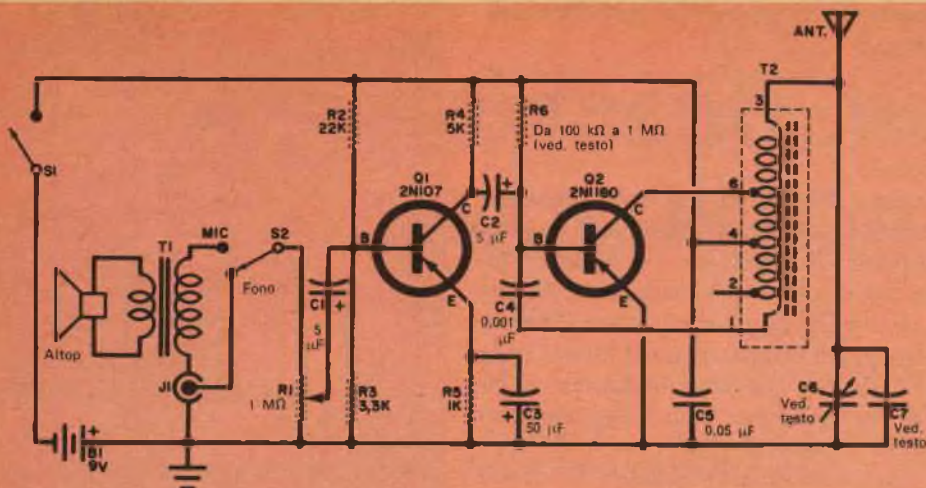 ANT.
T2
3
R2
22K
R4
5K
R6
Da 100 kΩ a 1 MΩ
(ved. testo)
S1
Q1
2N107
C
C2
5 µF
+
Q2
2N1180
C
6
4
2
1
MIC
S2
Fono
T1
Altop
J1
B
C1
+
5
µF
E
B
C4
0,001
µF
E
R1
1 MΩ
R3
3,3K
R5
1K
C3
50 µF
+
C5
0,05 µF
C6
Ved.
testo
C7
Ved.
testo
+
B1
9V